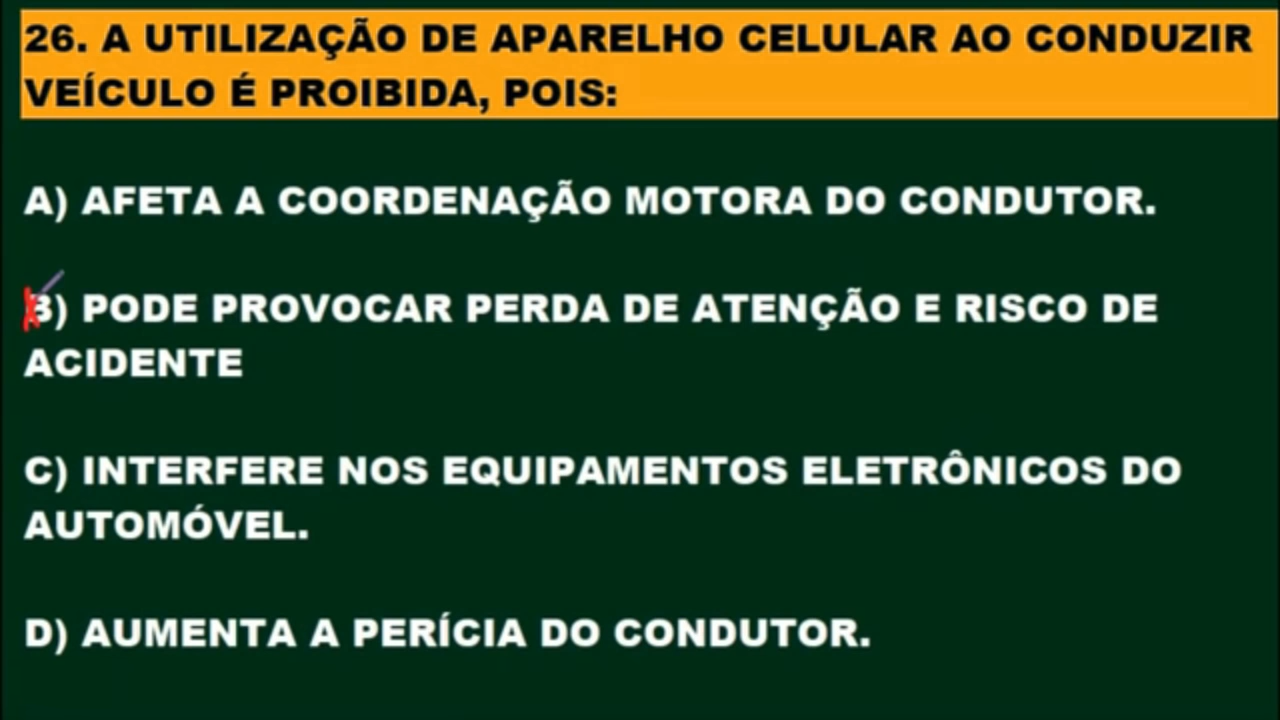 26. A UTILIZAÇÃO DE APARELHO CELULAR AO CONDUZIR
VEÍCULO É PROIBIDA, POIS:
A) AFETA A COORDENAÇÃO MOTORA DO CONDUTOR.
B) PODE PROVOCAR PERDA DE ATENÇÃO E RISCO DE
ACIDENTE
C) INTERFERE NOS EQUIPAMENTOS ELETRÔNICOS DO
AUTOMÓVEL.
D) AUMENTA A PERÍCIA DO CONDUTOR.